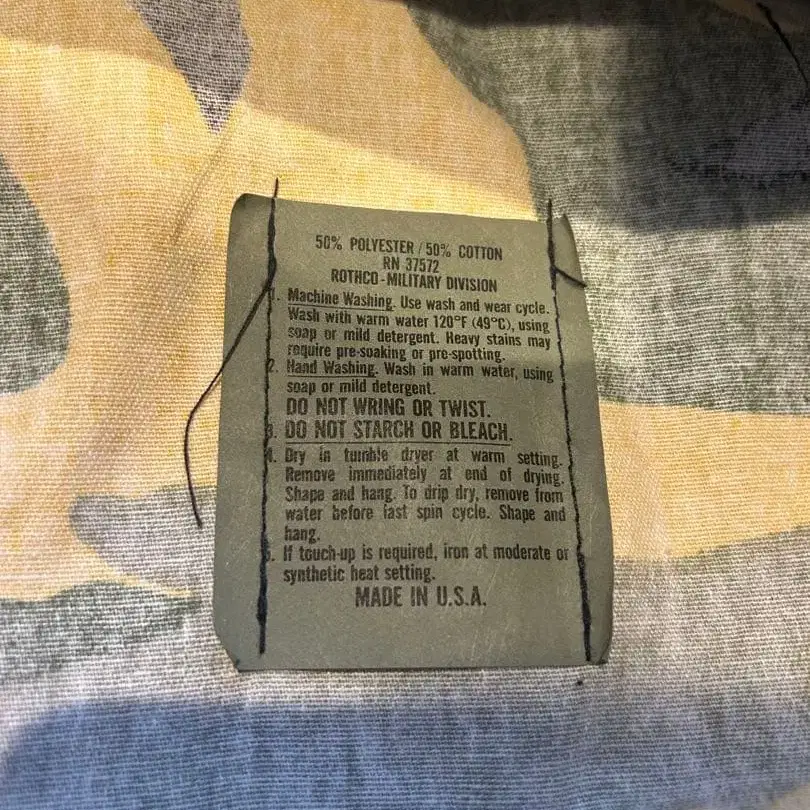 50% POLYESTER / 50% COTTON
RN 37572
ROTHCO-MILITARY DIVISION
1. Machine Washing. Use wash and wear cycle.
Wash with warm water 120°F (49°C), using
soap or mild detergent. Heavy stains may
require pre-soaking or pre-spotting.
2. Hand Washing. Wash in warm water, using
soap or mild detergent.
DO NOT WRING OR TWIST.
3. DO NOT STARCH OR BLEACH.
4. Dry in tumble dryer at warm setting.
Remove immediately at end of drying.
Shape and hang. To drip dry, remove from
water before last spin cycle. Shape and
hang.
5. If touch-up is required, iron at moderate or
synthetic heat setting.
MADE IN U.S.A.